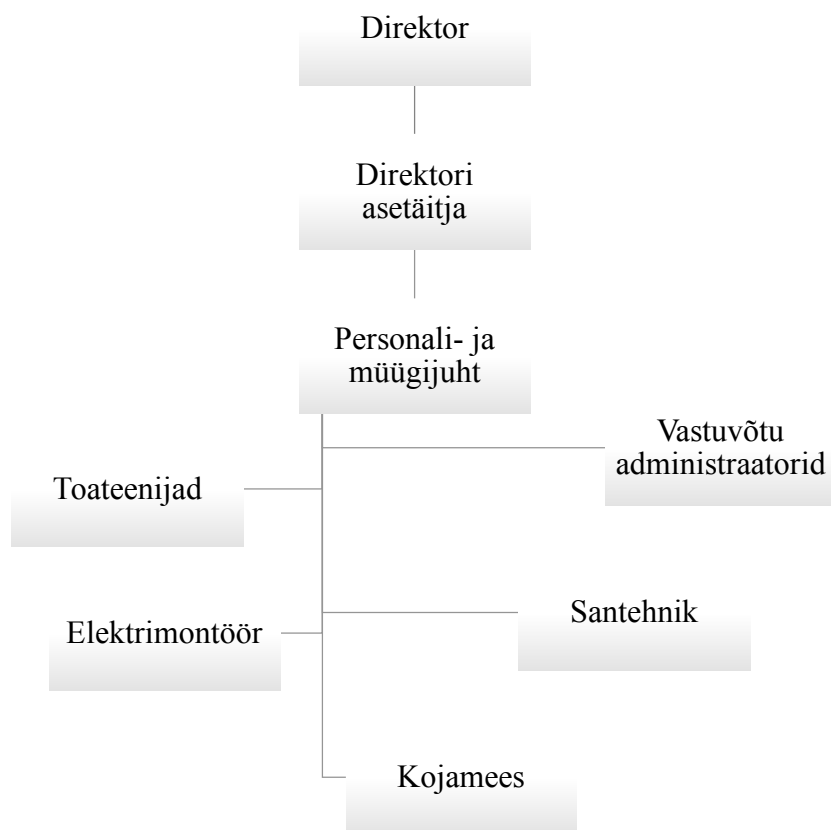 Direktor
Direktori
asetäitja
Personali- ja
müügijuht
Vastuvõtu
administraatorid
Toateenijad
Santehnik
Elektrimontöör
Kojamees